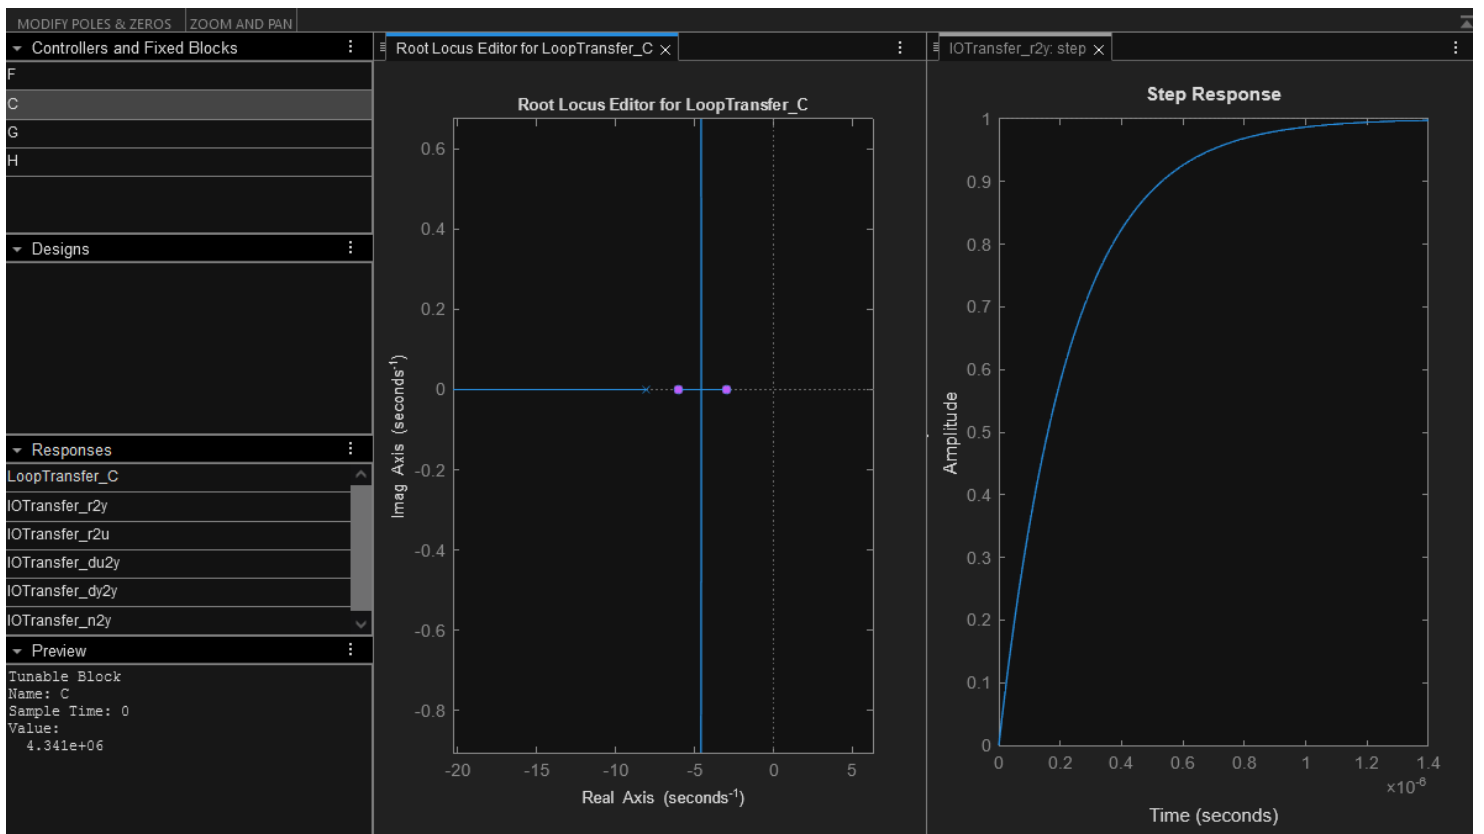 MODIFY POLES & ZEROS
ZOOM AND PAN
Controllers and Fixed Blocks
F
C
G
H
Designs
Responses
LoopTransfer_C
IOTransfer_r2y
IOTransfer_r2u
IOTransfer_du2y
IOTransfer_dy2y
IOTransfer_n2y
Preview
Tunable Block
Name: C
Sample Time: 0
Value:
4.341e+06
Root Locus Editor for LoopTransfer_C
Root Locus Editor for LoopTransfer_C
0.6
0.4
0.2
0
-0.2
-0.4
-0.6
-0.8
Imag Axis (seconds⁻¹)
-20 -15 -10 -5 0 5
Real Axis (seconds⁻¹)
IOTransfer_r2y: step
Step Response
1
0.9
0.8
0.7
0.6
0.5
0.4
0.3
0.2
0.1
0
Amplitude
0 0.2 0.4 0.6 0.8 1 1.2 1.4
×10⁻⁶
Time (seconds)